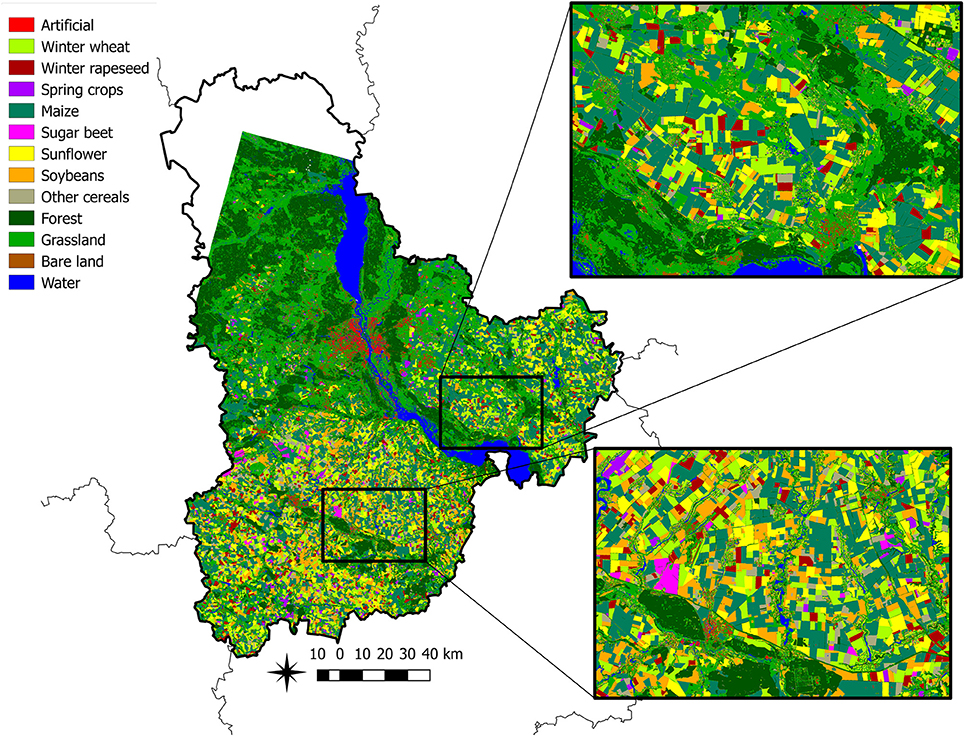 Artificial
Winter wheat
Winter rapeseed
Spring crops
Maize
Sugar beet
Sunflower
Soybeans
Other cereals
Forest
Grassland
Bare land
Water
10 0 10 20 30 40 km